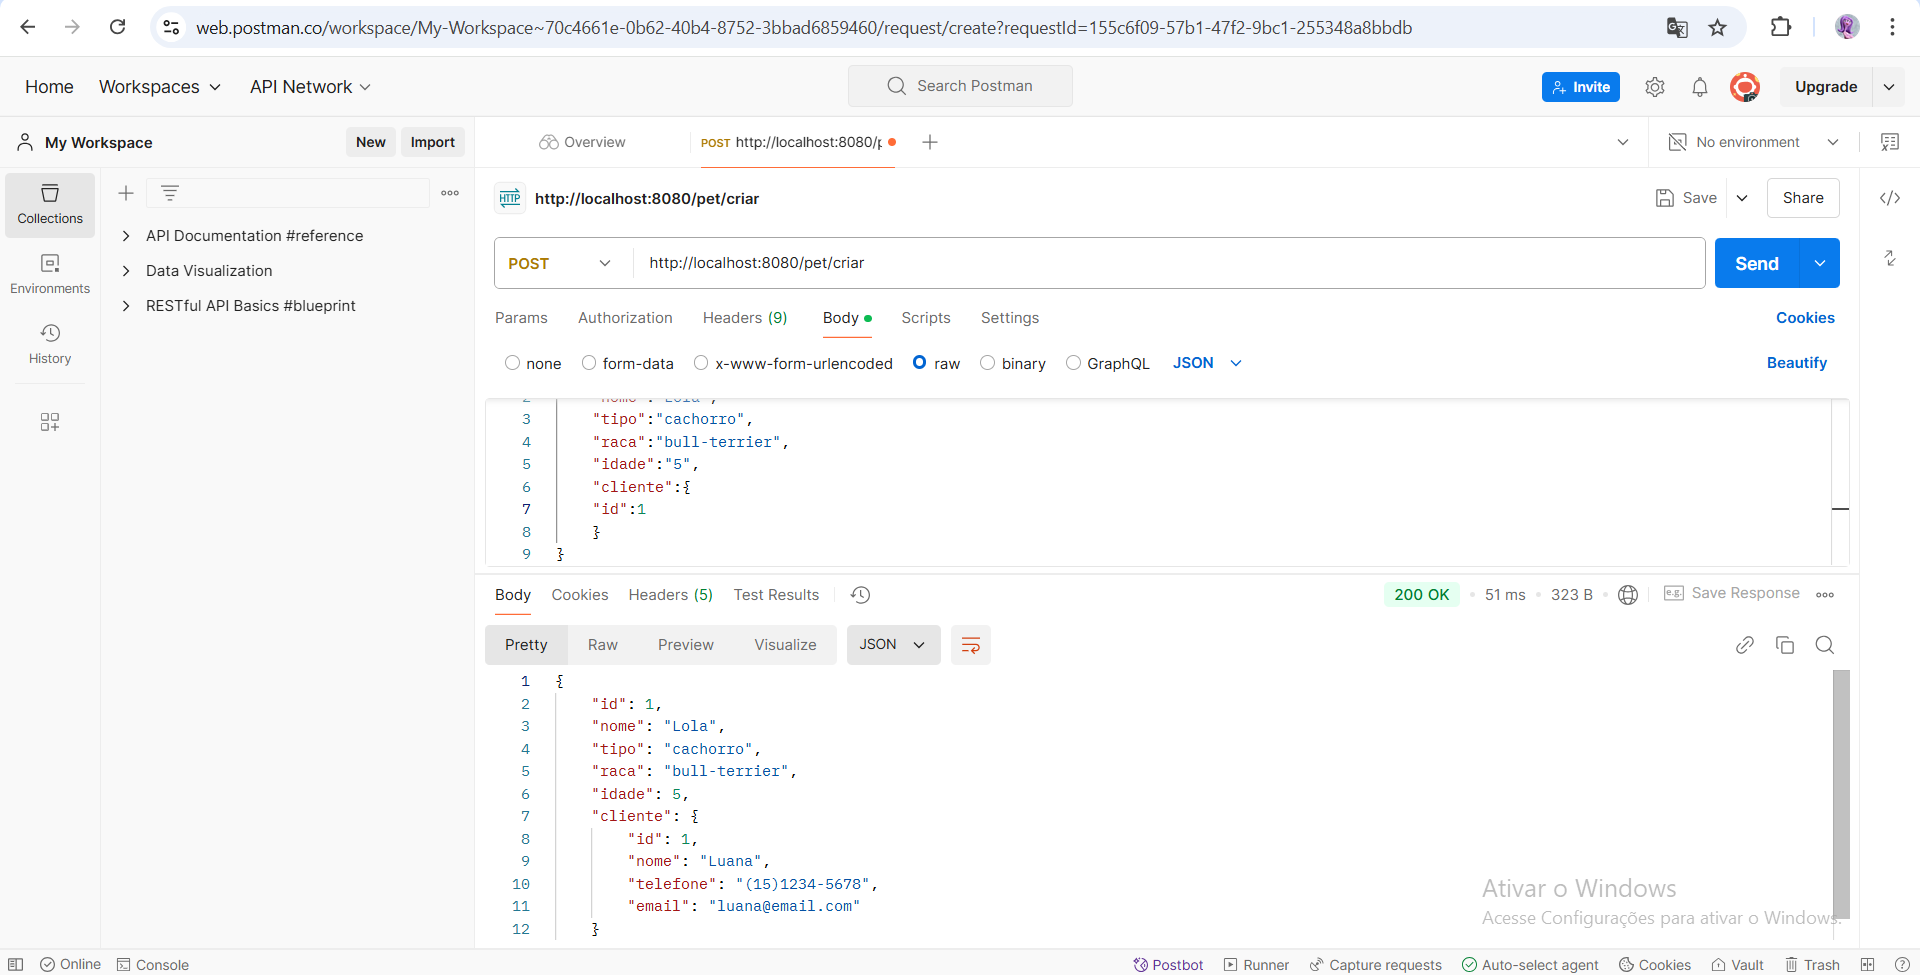 web.postman.co/workspace/My-Workspace~70c4661e-0b62-40b4-8752-3bbad6859460/request/create?requestId=155c6f09-57b1-47f2-9bc1-255348a8bbdb
Home Workspaces API Network Search Postman Invite Upgrade
My Workspace New Import Overview POST http://localhost:8080/p No environment
HTTP http://localhost:8080/pet/criar Save Share
Collections
Environments
History
API Documentation #reference
Data Visualization
RESTful API Basics #blueprint
POST http://localhost:8080/pet/criar Send
Params Authorization Headers (9) Body Scripts Settings Cookies
none form-data x-www-form-urlencoded raw binary GraphQL JSON Beautify
2 "nome":"Lola",
3 "tipo":"cachorro",
4 "raca":"bull-terrier",
5 "idade":"5",
6 "cliente":{
7 "id":1
8 }
9 }
Body Cookies Headers (5) Test Results 200 OK 51 ms 323 B e.g. Save Response
Pretty Raw Preview Visualize JSON
1 {
2 "id": 1,
3 "nome": "Lola",
4 "tipo": "cachorro",
5 "raca": "bull-terrier",
6 "idade": 5,
7 "cliente": {
8 "id": 1,
9 "nome": "Luana",
10 "telefone": "(15)1234-5678",
11 "email": "luana@email.com"
12 }
Ativar o Windows
Acesse Configurações para ativar o Windows.
Online Console Postbot Runner Capture requests Auto-select agent Cookies Vault Trash